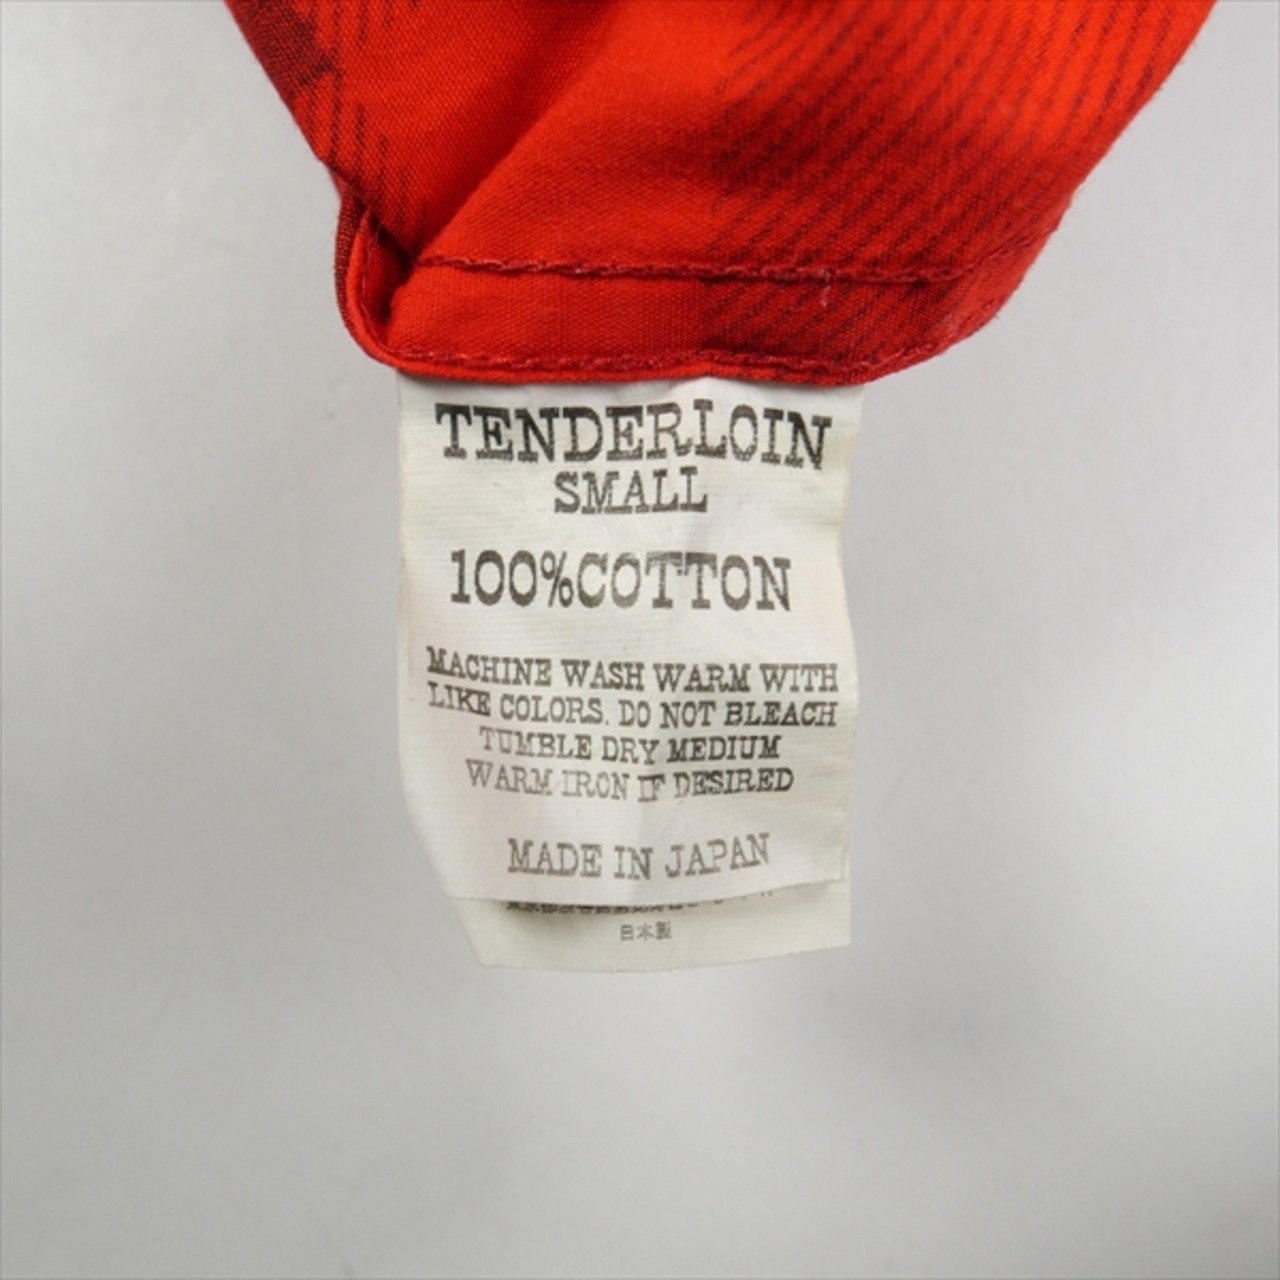 TENDERLOIN
SMALL
100%COTTON
MACHINE WASH WARM WITH
LIKE COLORS. DO NOT BLEACH
TUMBLE DRY MEDIUM
WARM IRON IF DESIRED
MADE IN JAPAN
日本製